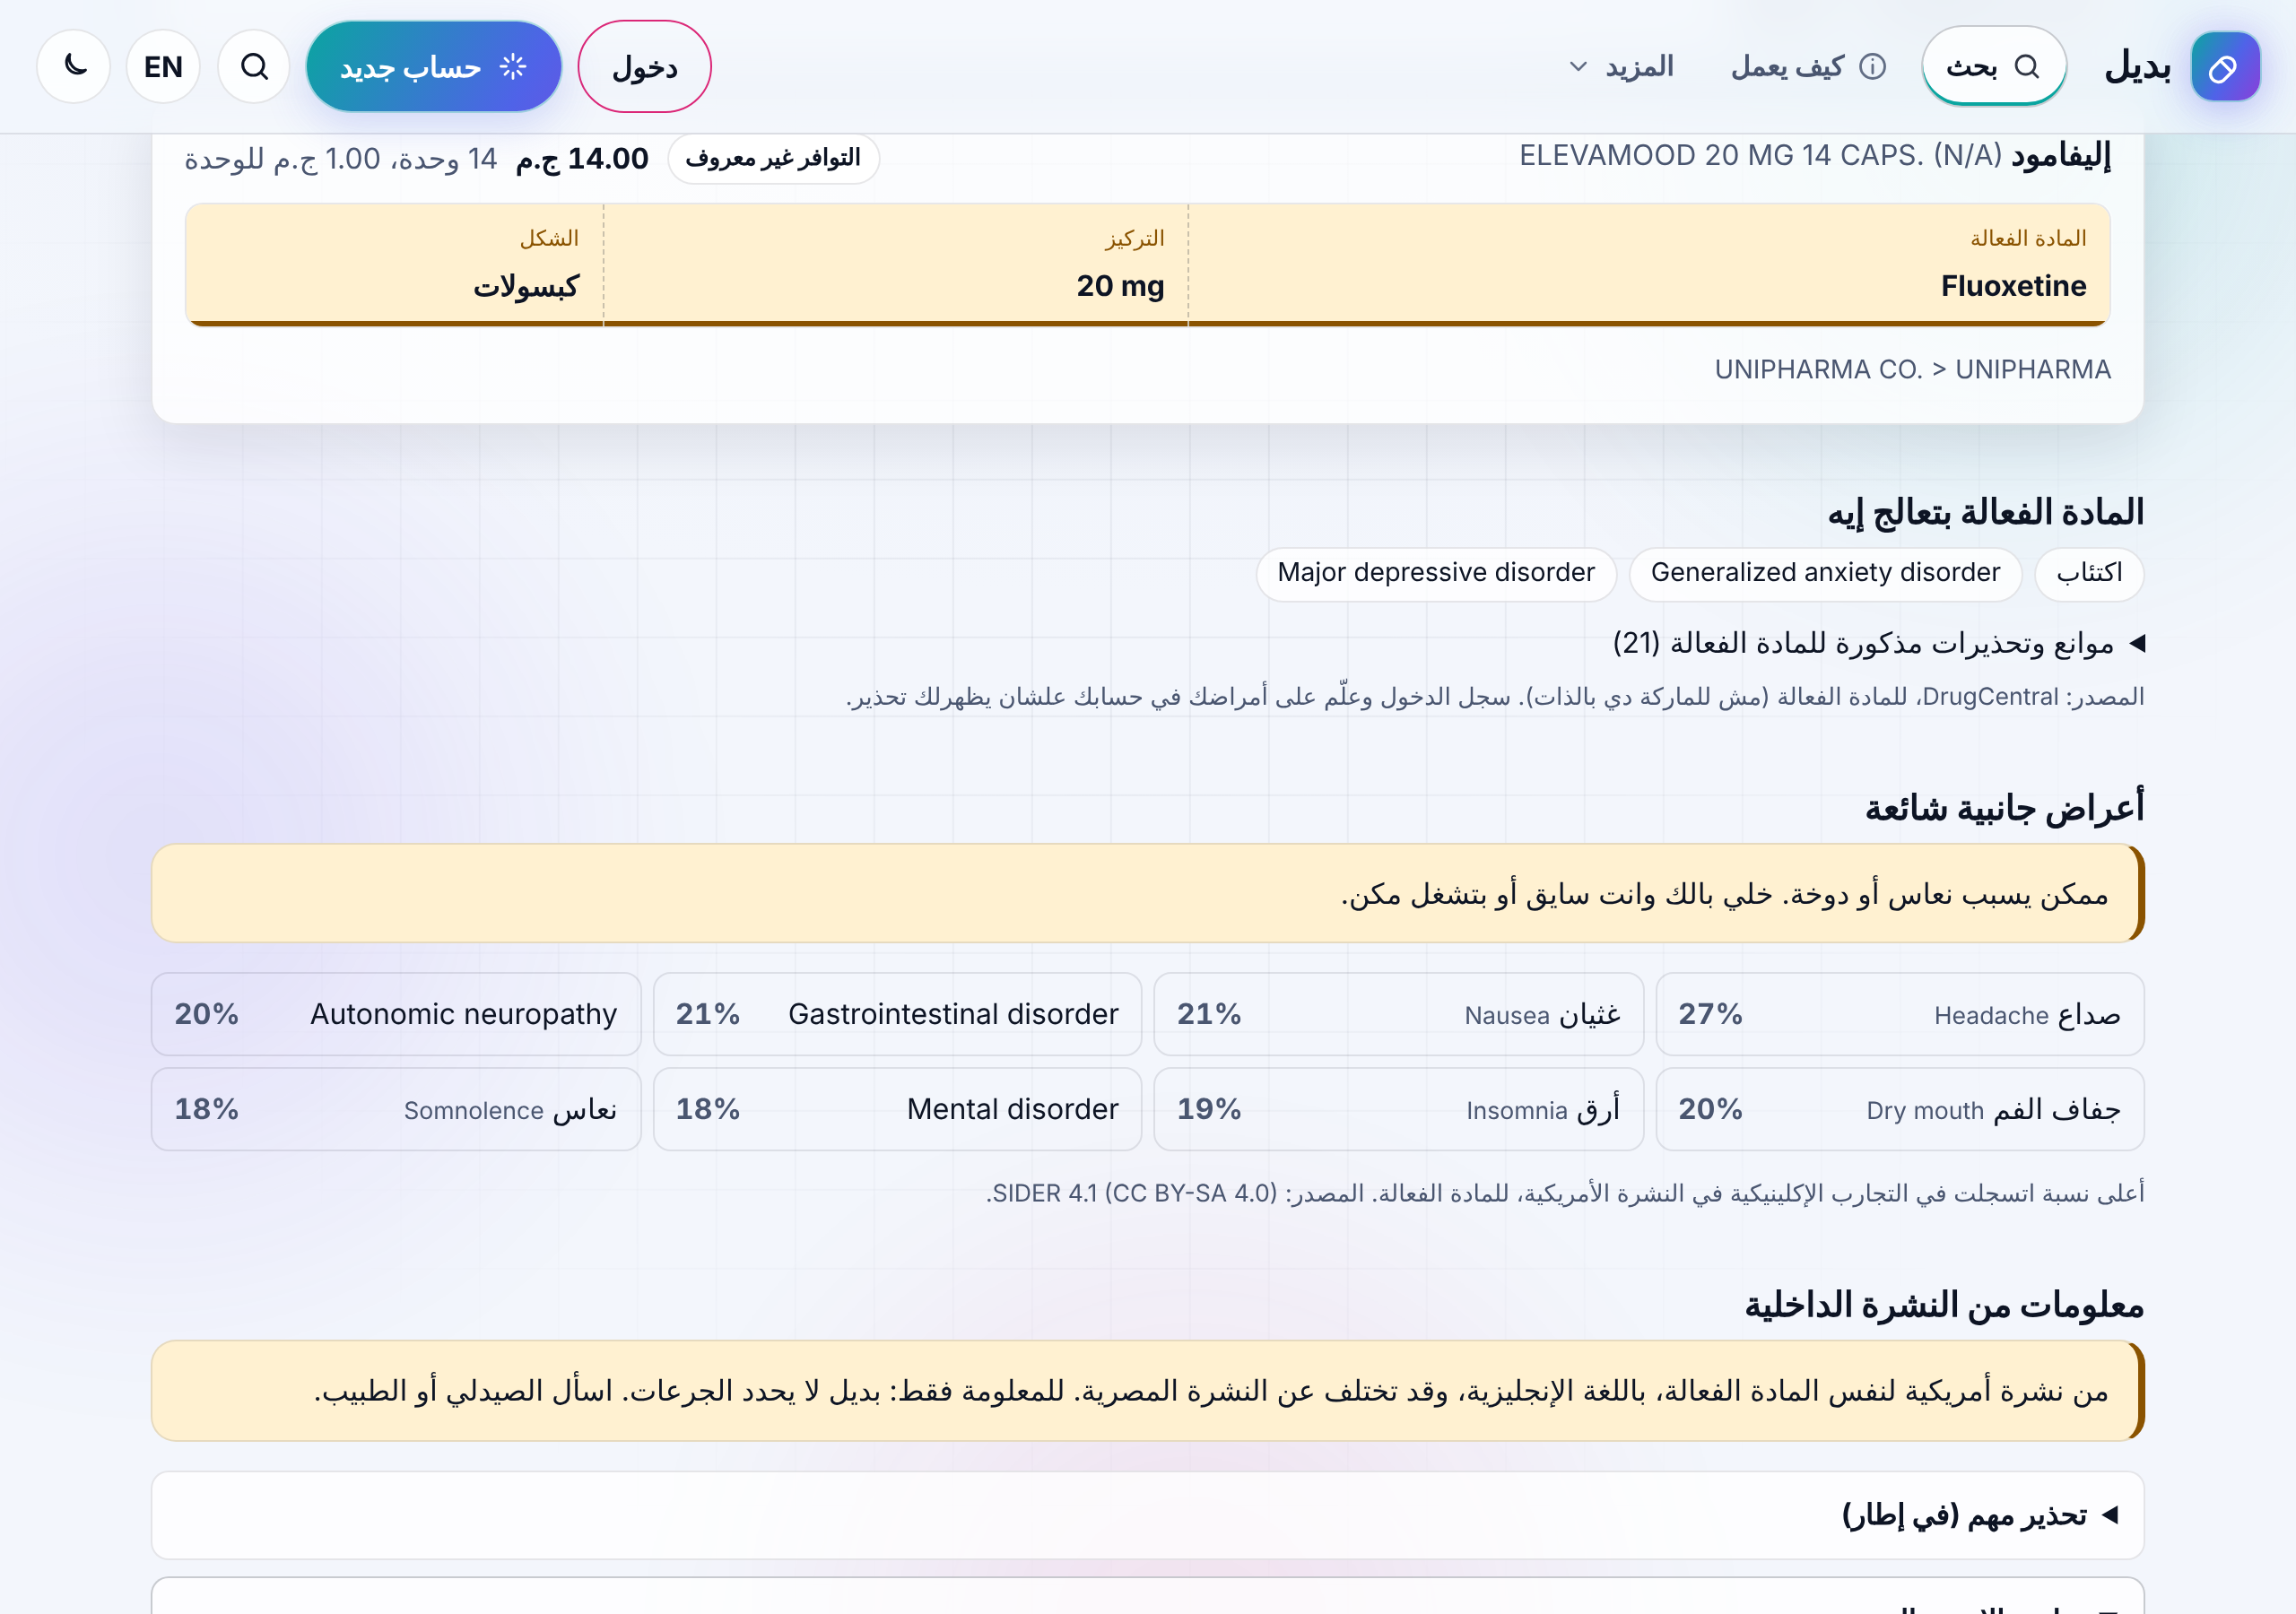 بديل
بحث
كيف يعمل
المزيد
دخول
حساب جديد
EN
إليفامود ELEVAMOOD 20 MG 14 CAPS. (N/A)
التوافر غير معروف
14.00 ج.م
14 وحدة، 1.00 ج.م للوحدة
المادة الفعالة
Fluoxetine
التركيز
20 mg
الشكل
كبسولات
UNIPHARMA CO. > UNIPHARMA
المادة الفعالة بتعالج إيه
اكتئاب
Generalized anxiety disorder
Major depressive disorder
موانع وتحذيرات مذكورة للمادة الفعالة (21)
المصدر: DrugCentral، للمادة الفعالة (مش للماركة دي بالذات). سجل الدخول وعلّم على أمراضك في حسابك علشان يظهرلك تحذير.
أعراض جانبية شائعة
ممكن يسبب نعاس أو دوخة. خلي بالك وانت سايق أو بتشغل مكن.
صداع Headache 27%
غثيان Nausea 21%
Gastrointestinal disorder 21%
Autonomic neuropathy 20%
جفاف الفم Dry mouth 20%
أرق Insomnia 19%
Mental disorder 18%
نعاس Somnolence 18%
أعلى نسبة اتسجلت في التجارب الإكلينيكية في النشرة الأمريكية، للمادة الفعالة. المصدر: SIDER 4.1 (CC BY-SA 4.0).
معلومات من النشرة الداخلية
من نشرة أمريكية لنفس المادة الفعالة، باللغة الإنجليزية، وقد تختلف عن النشرة المصرية. للمعلومة فقط: بديل لا يحدد الجرعات. اسأل الصيدلي أو الطبيب.
تحذير مهم (في إطار)